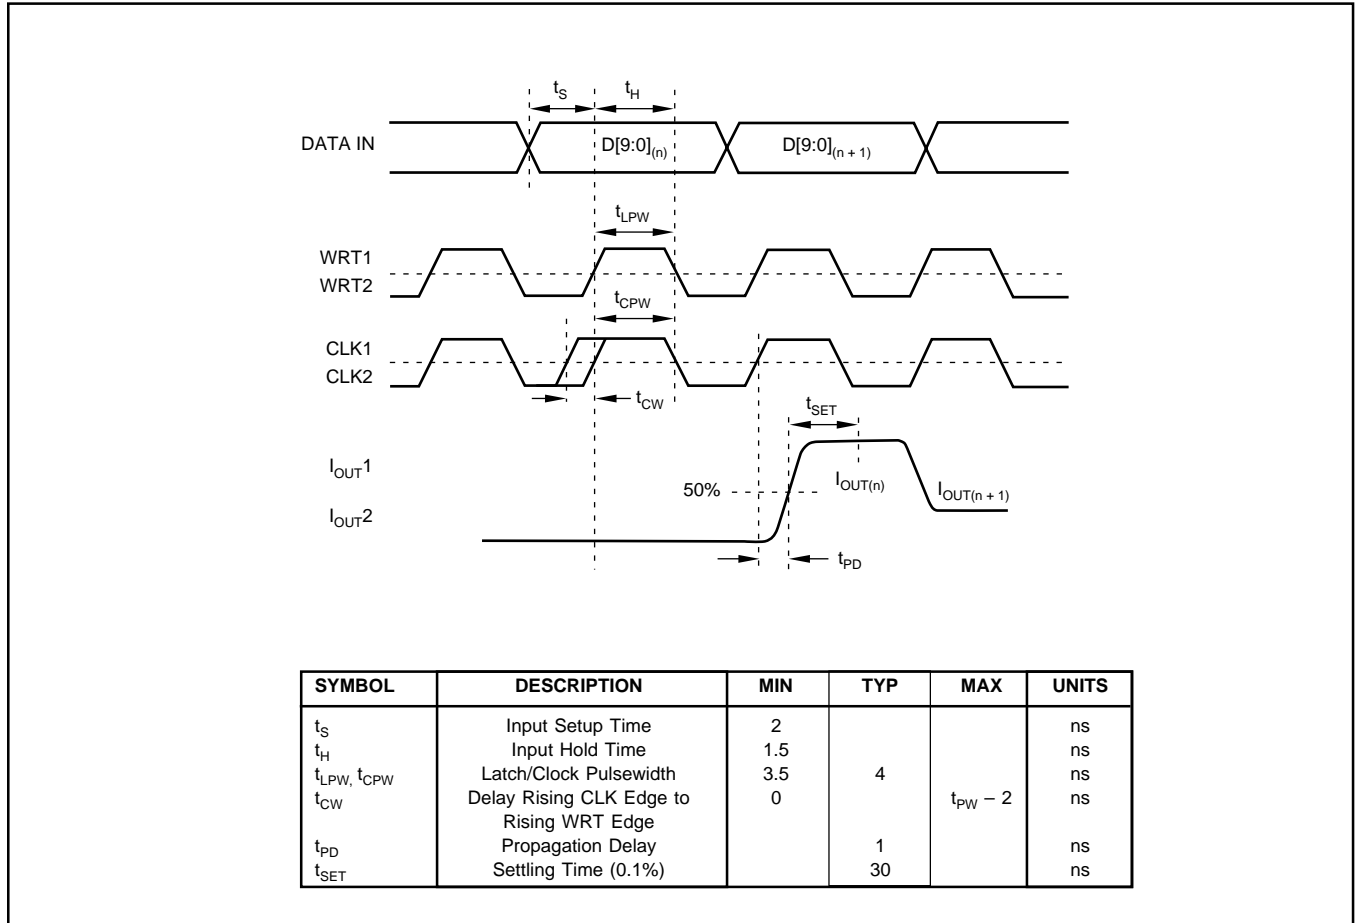 tS tH
DATA IN D[9:0](n) D[9:0](n + 1)
tLPW
WRT1
WRT2
tCPW
CLK1
CLK2
tCW
tSET
IOUT1
50% IOUT(n) IOUT(n + 1)
IOUT2
tPD
SYMBOL DESCRIPTION MIN TYP MAX UNITS
tS Input Setup Time 2 ns
tH Input Hold Time 1.5 ns
tLPW, tCPW Latch/Clock Pulsewidth 3.5 4 ns
tCW Delay Rising CLK Edge to 0 tPW – 2 ns
Rising WRT Edge
tPD Propagation Delay 1 ns
tSET Settling Time (0.1%) 30 ns